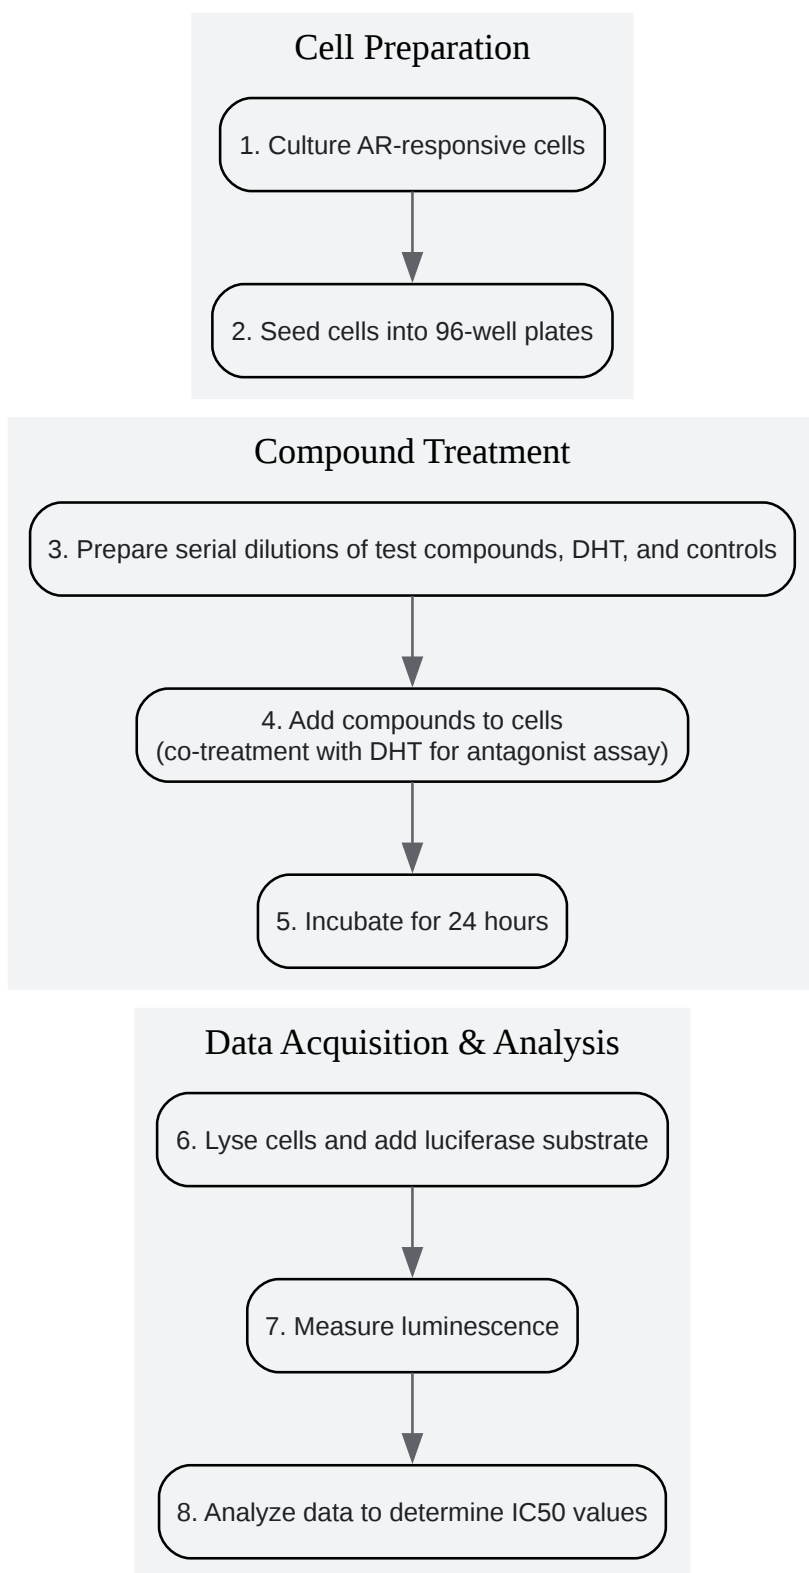 Cell Preparation
1. Culture AR-responsive cells
2. Seed cells into 96-well plates
Compound Treatment
3. Prepare serial dilutions of test compounds, DHT, and controls
4. Add compounds to cells
(co-treatment with DHT for antagonist assay)
5. Incubate for 24 hours
Data Acquisition & Analysis
6. Lyse cells and add luciferase substrate
7. Measure luminescence
8. Analyze data to determine IC50 values